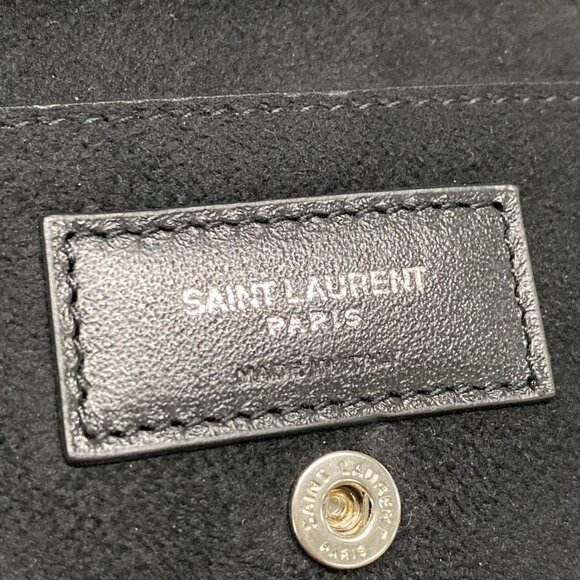 SAINT LAURENT
PARIS
MADE IN ITALY
SAINT LAURENT
PARIS